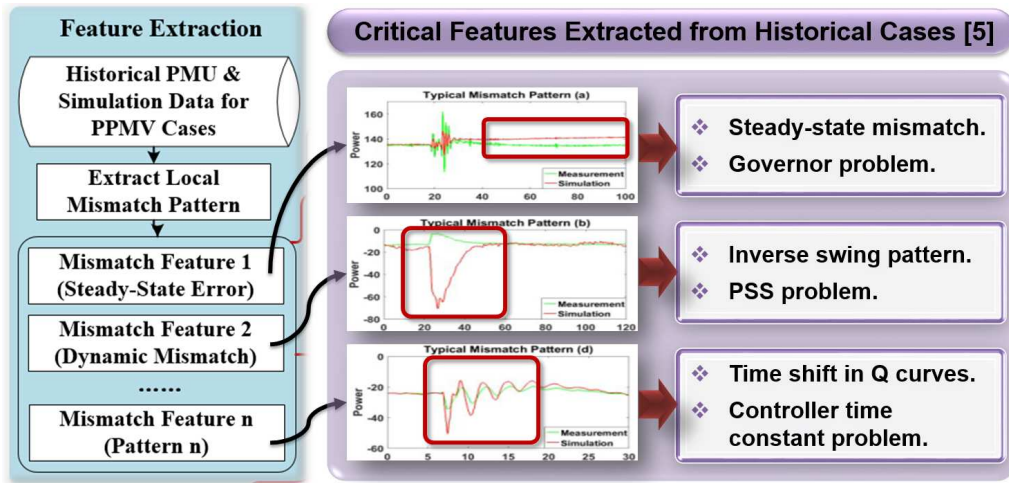 Feature Extraction
Historical PMU &
Simulation Data for
PPMV Cases
Extract Local
Mismatch Pattern
Mismatch Feature 1
(Steady-State Error)
Mismatch Feature 2
(Dynamic Mismatch)
......
Mismatch Feature n
(Pattern n)
Critical Features Extracted from Historical Cases [5]
Typical Mismatch Pattern (a)
Power
160
140
120
100
0 20 40 60 80 100
Measurement
Simulation
Steady-state mismatch.
Governor problem.
Typical Mismatch Pattern (b)
Power
0
-20
-40
-60
-80
0 20 40 60 80 100 120
Measurement
Simulation
Inverse swing pattern.
PSS problem.
Typical Mismatch Pattern (d)
Power
0
-20
-40
-60
0 5 10 15 20 25 30
Measurement
Simulation
Time shift in Q curves.
Controller time
constant problem.